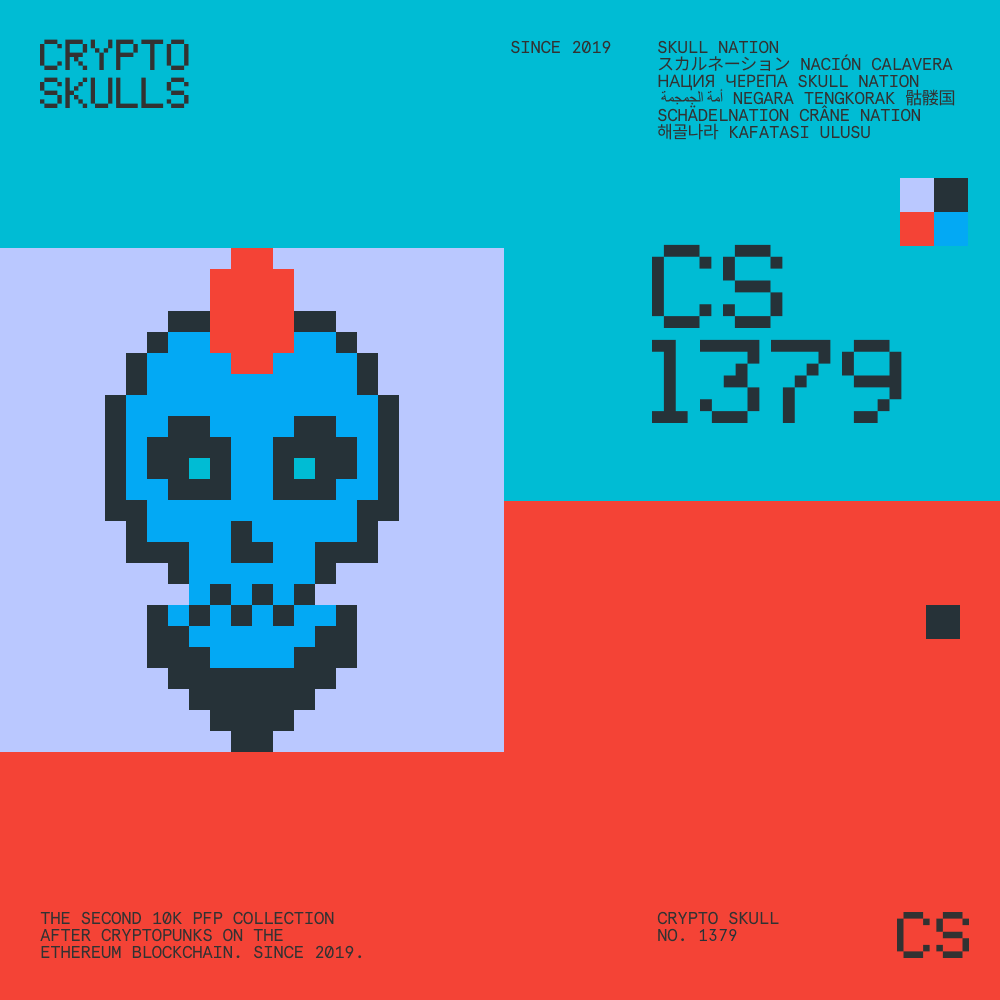 CRYPTO
SKULLS
SINCE 2019
SKULL NATION
スカルネーション NACIÓN CALAVERA
НАЦИЯ ЧЕРЕПА SKULL NATION
أمة الجمجمة NEGARA TENGKORAK 骷髅国
SCHÄDELNATION CRÂNE NATION
해골나라 KAFATASI ULUSU
CS
1379
THE SECOND 10K PFP COLLECTION
AFTER CRYPTOPUNKS ON THE
ETHEREUM BLOCKCHAIN. SINCE 2019.
CRYPTO SKULL
NO. 1379
CS